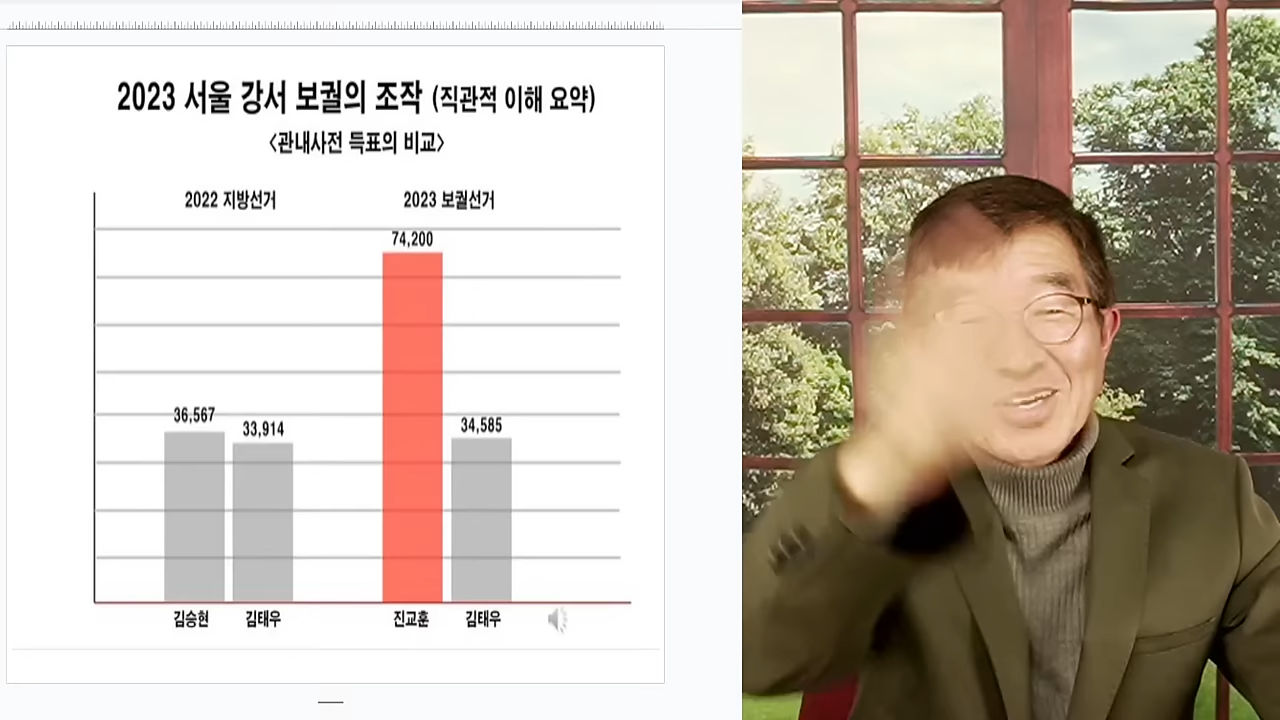 2023 서울 강서 보궐의 조작 (직관적 이해 요약)
<관내사전 득표의 비교>
2022 지방선거
2023 보궐선거
74,200
36,567
33,914
34,585
김승현
김태우
진교훈
김태우